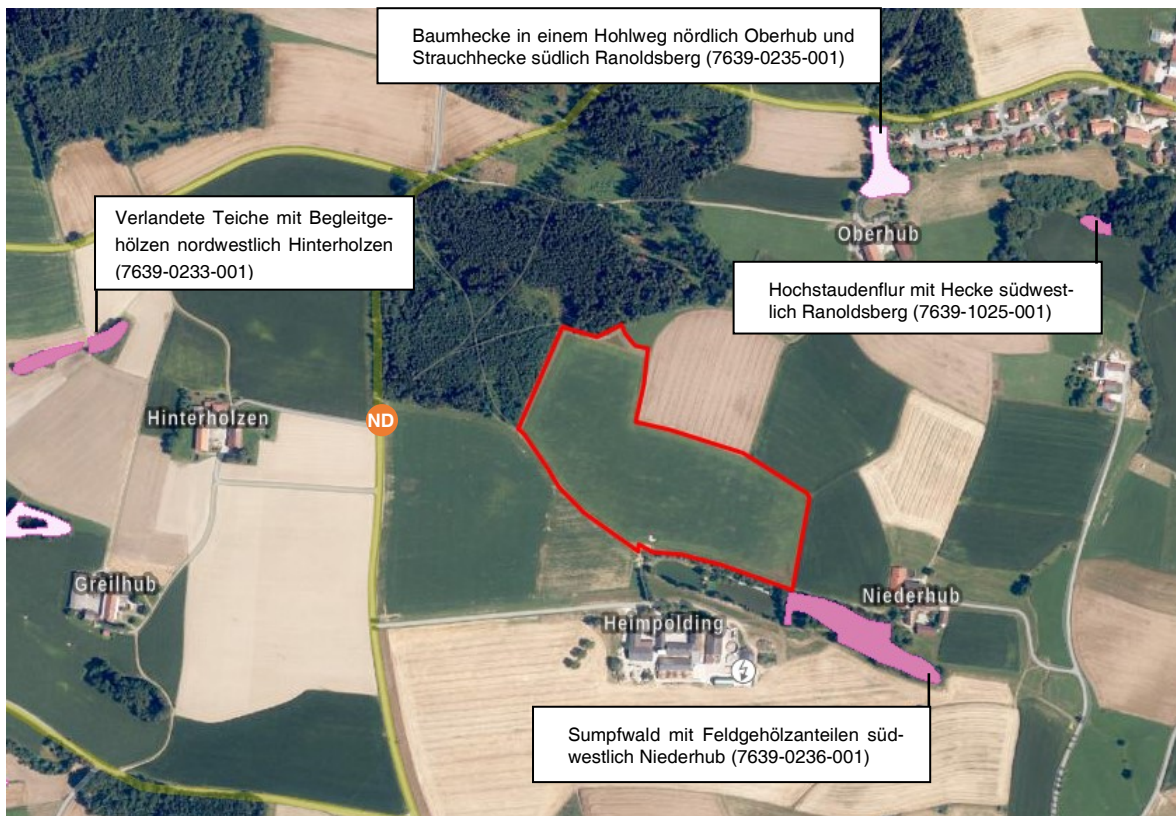 Baumhecke in einem Hohlweg nördlich Oberhub und
Strauchhecke südlich Ranoldsberg (7639-0235-001)
Verlandete Teiche mit Begleitge-
hölzen nordwestlich Hinterholzen
(7639-0233-001)
Oberhub
Hochstaudenflur mit Hecke südwest-
lich Ranoldsberg (7639-1025-001)
Hinterholzen
ND
Greilhub
Niederhub
Heimpolding
Sumpfwald mit Feldgehölzanteilen süd-
westlich Niederhub (7639-0236-001)